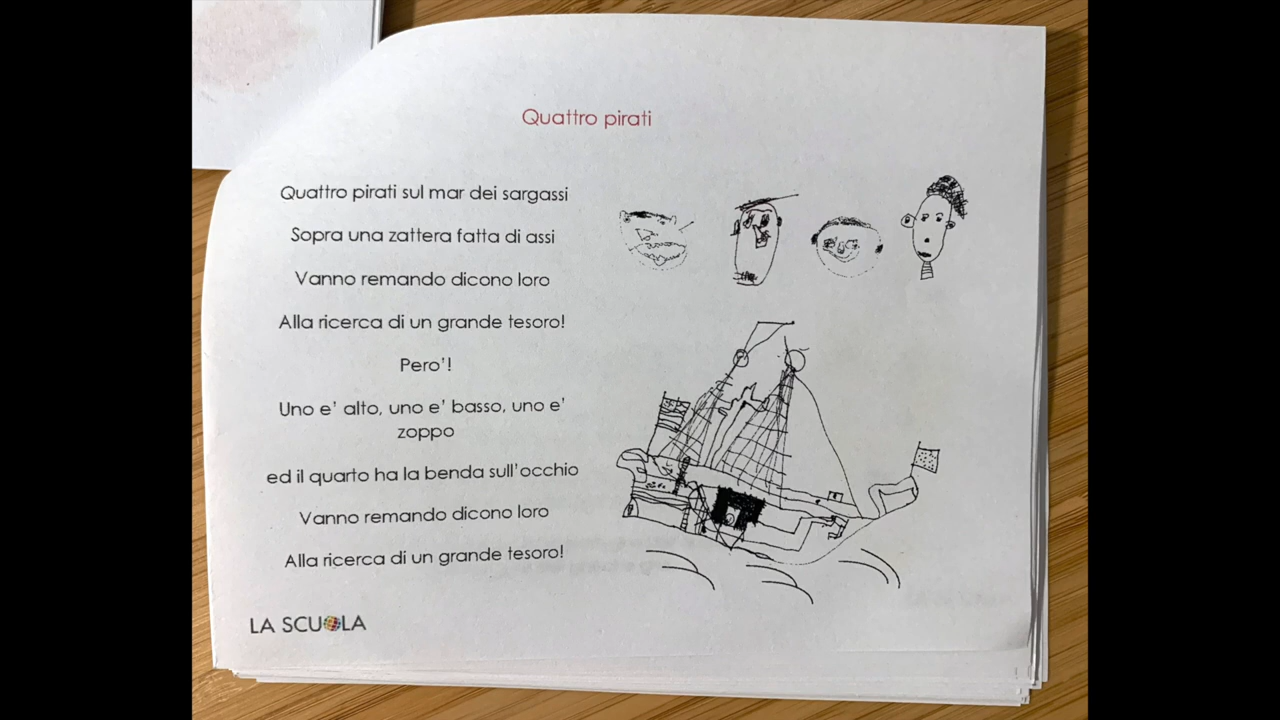 Quattro pirati
Quattro pirati sul mar dei sargassi
Sopra una zattera fatta di assi
Vanno remando dicono loro
Alla ricerca di un grande tesoro!
Pero'!
Uno e' alto, uno e' basso, uno e'
zoppo
ed il quarto ha la benda sull'occhio
Vanno remando dicono loro
Alla ricerca di un grande tesoro!
LA SCUOLA